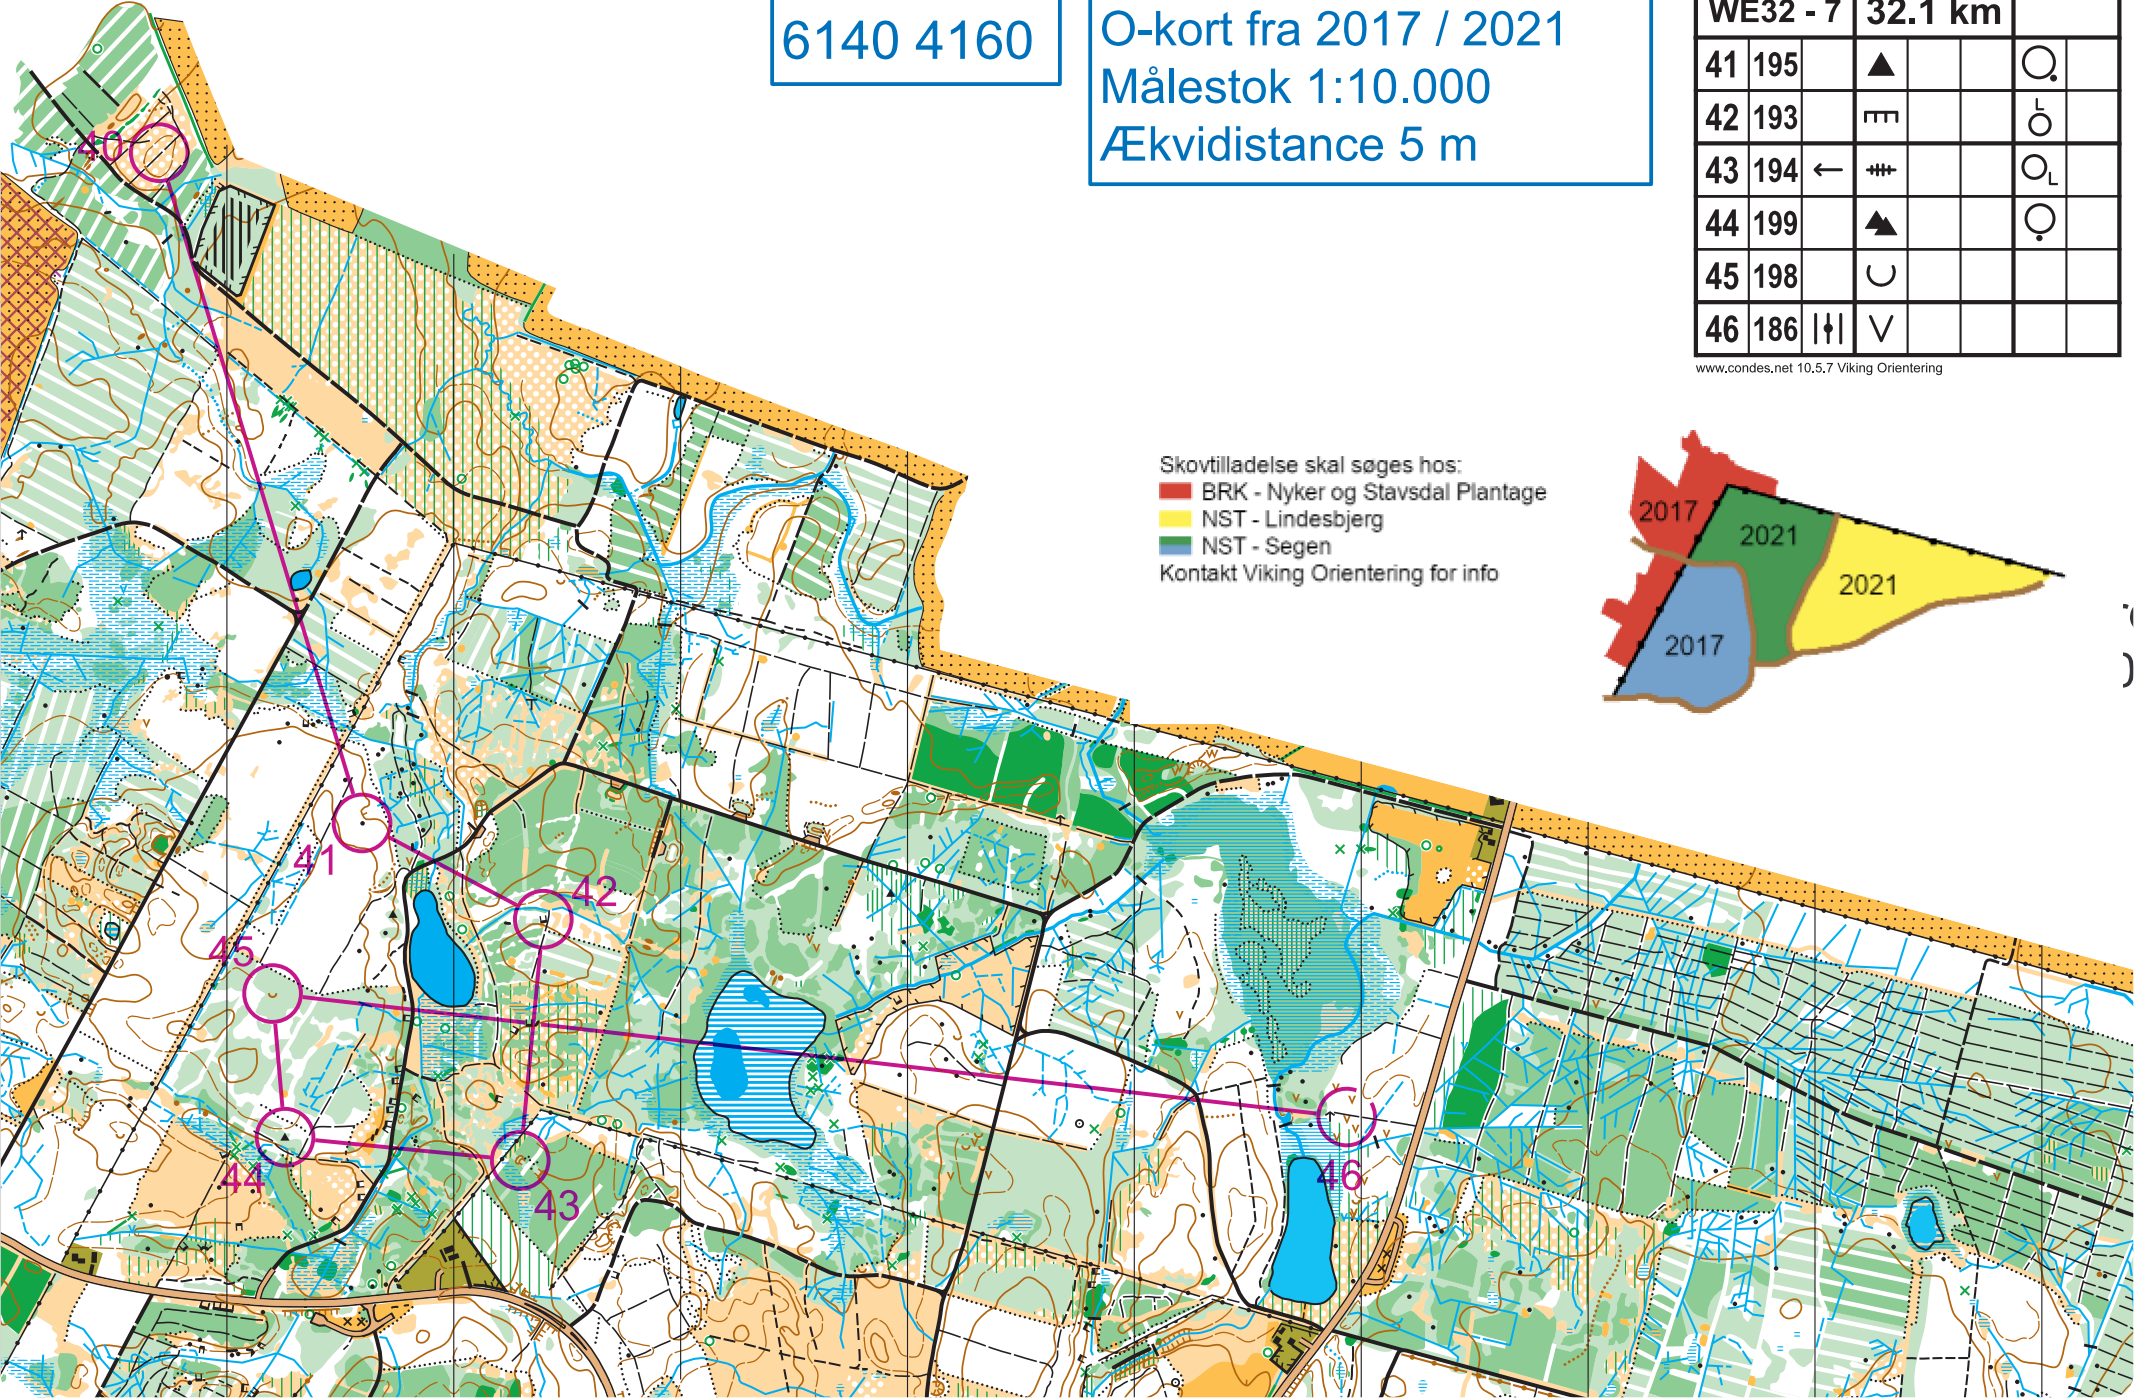 6140 4160
O-kort fra 2017 / 2021
Målestok 1:10.000
Ækvidistance 5 m
WE32 - 7 32.1 km
41 195
42 193
43 194
44 199
45 198
46 186
www.condes.net 10.5.7 Viking Orientering
Skovtilladelse skal søges hos:
BRK - Nyker og Stavsdal Plantage
NST - Lindesbjerg
NST - Segen
Kontakt Viking Orientering for info
2017
2021
2021
2017
40
41
42
45
44
43
46